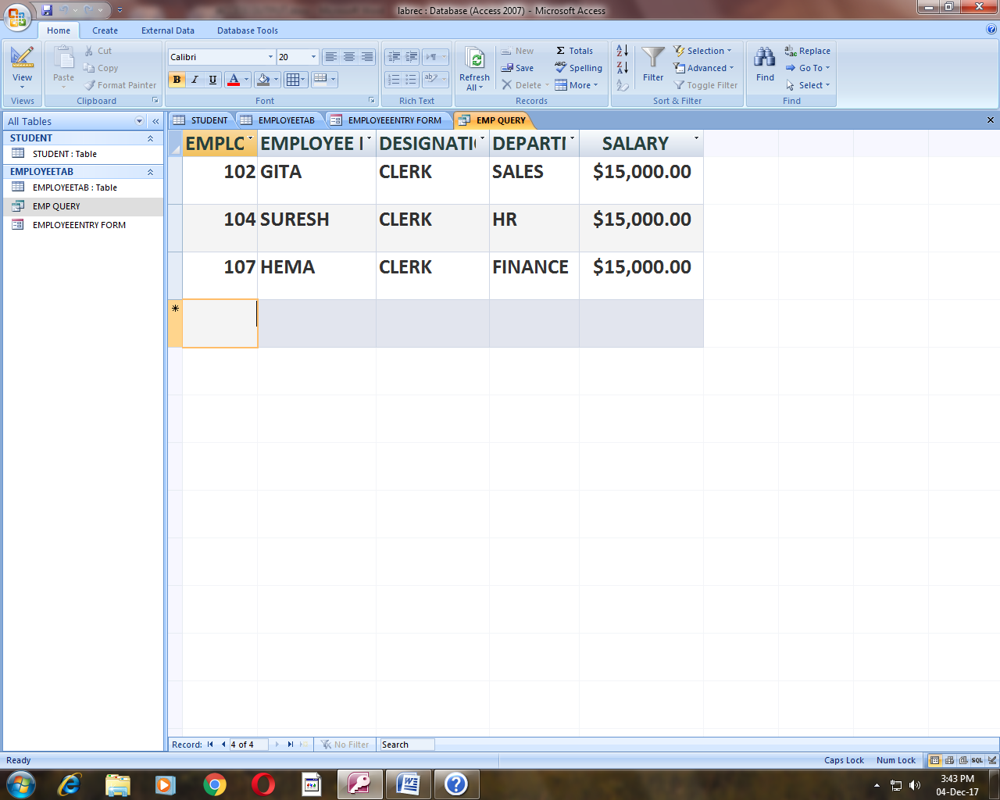 labrec : Database (Access 2007) - Microsoft Access
Home Create External Data Database Tools
View
Views
Paste
Cut
Copy
Format Painter
Clipboard
Calibri 20
B I U A
Font
Rich Text
Refresh All
New
Save
Delete
Σ Totals
Spelling
More
Records
Filter
Selection
Advanced
Toggle Filter
Sort & Filter
Find
Replace
Go To
Select
Find
All Tables
STUDENT
STUDENT : Table
EMPLOYEETAB
EMPLOYEETAB : Table
EMP QUERY
EMPLOYEEENTRY FORM
STUDENT EMPLOYEETAB EMPLOYEEENTRY FORM EMP QUERY
EMPLC EMPLOYEE DESIGNATI DEPARTI SALARY
102 GITA CLERK SALES $15,000.00
104 SURESH CLERK HR $15,000.00
107 HEMA CLERK FINANCE $15,000.00
Record: 4 of 4 No Filter Search
Ready Caps Lock Num Lock SQL
3:43 PM
04-Dec-17